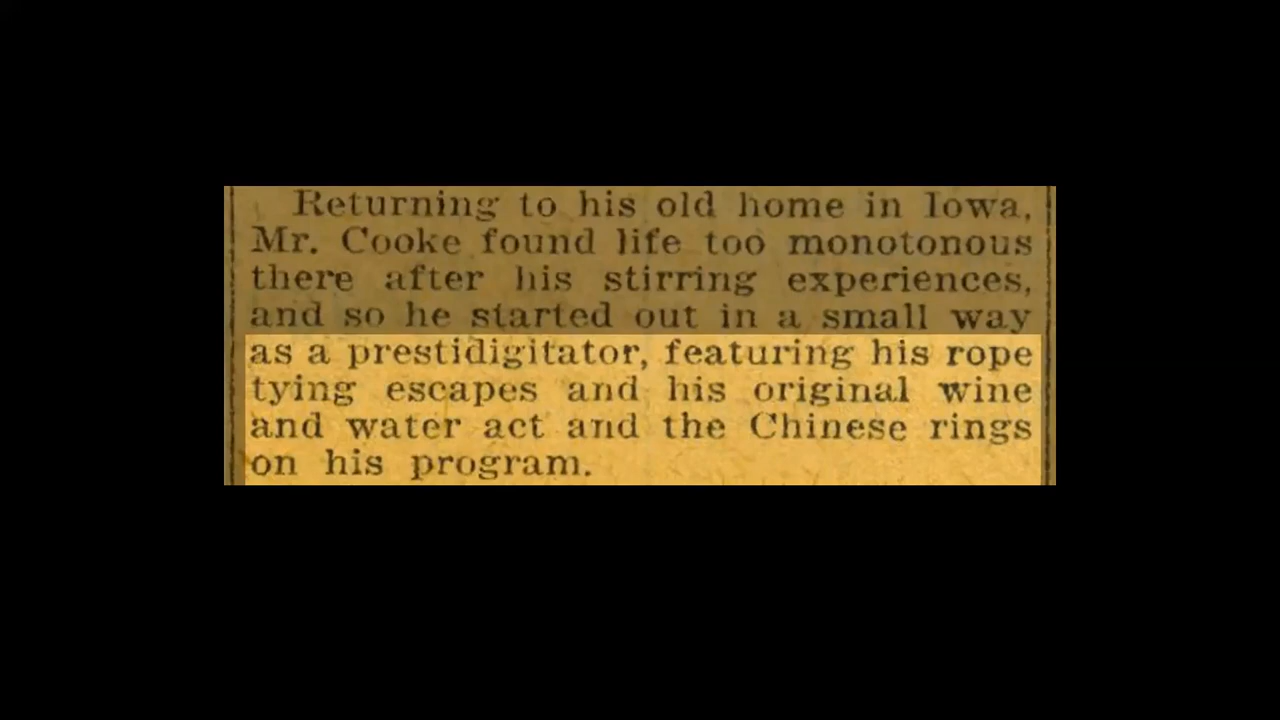 Returning to his old home in Iowa,
Mr. Cooke found life too monotonous
there after his stirring experiences,
and so he started out in a small way
as a prestidigitator, featuring his rope
tying escapes and his original wine
and water act and the Chinese rings
on his program.